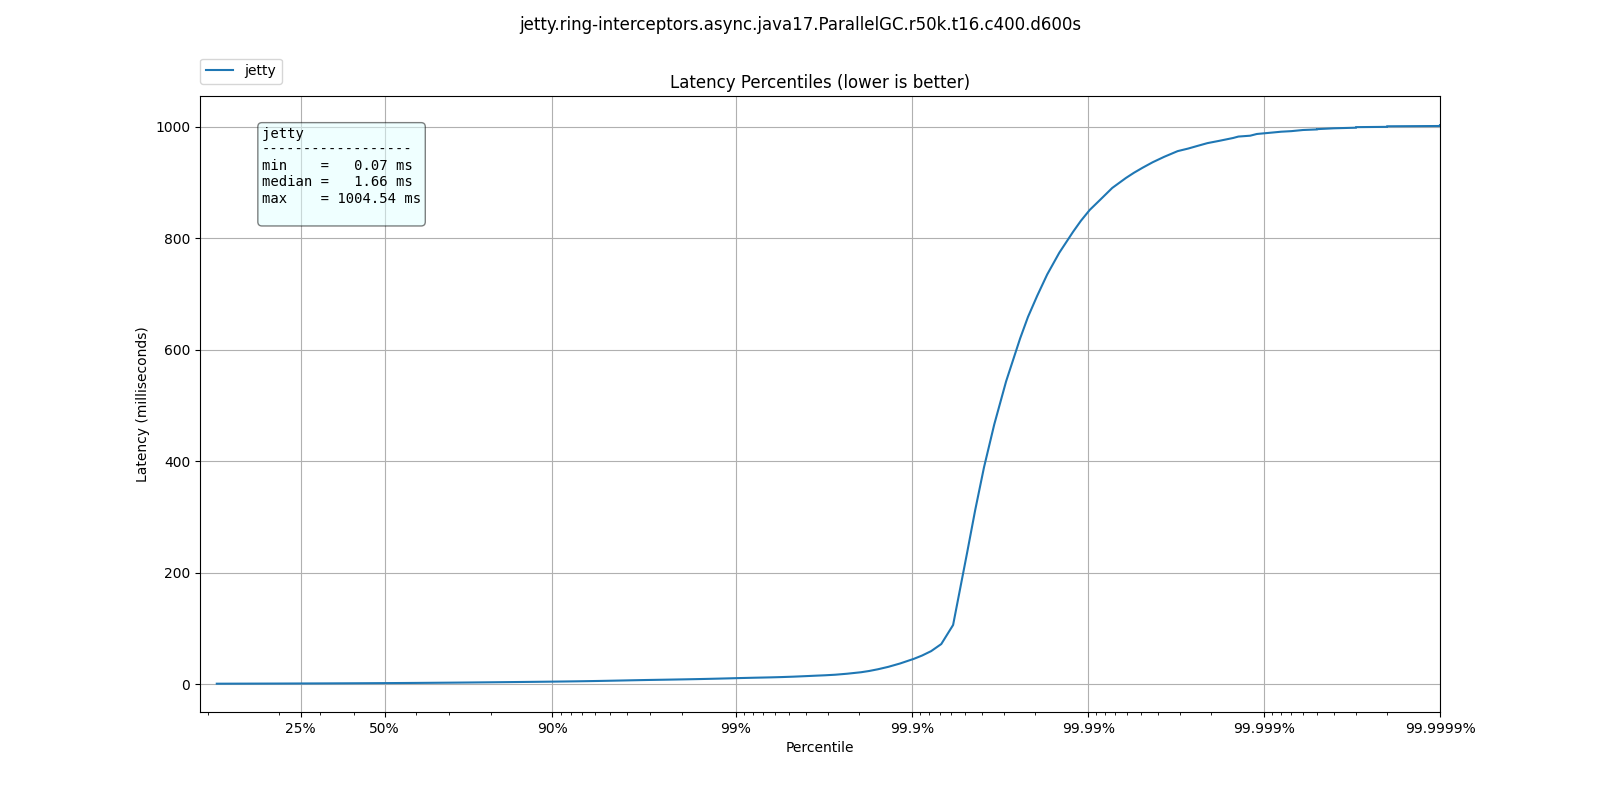 jetty.ring-interceptors.async.java17.ParallelGC.r50k.t16.c400.d600s
jetty
Latency Percentiles (lower is better)
jetty
------------------
min    =   0.07 ms
median =   1.66 ms
max    = 1004.54 ms
1000
800
600
400
200
0
Latency (milliseconds)
25% 50% 90% 99% 99.9% 99.99% 99.999% 99.9999%
Percentile